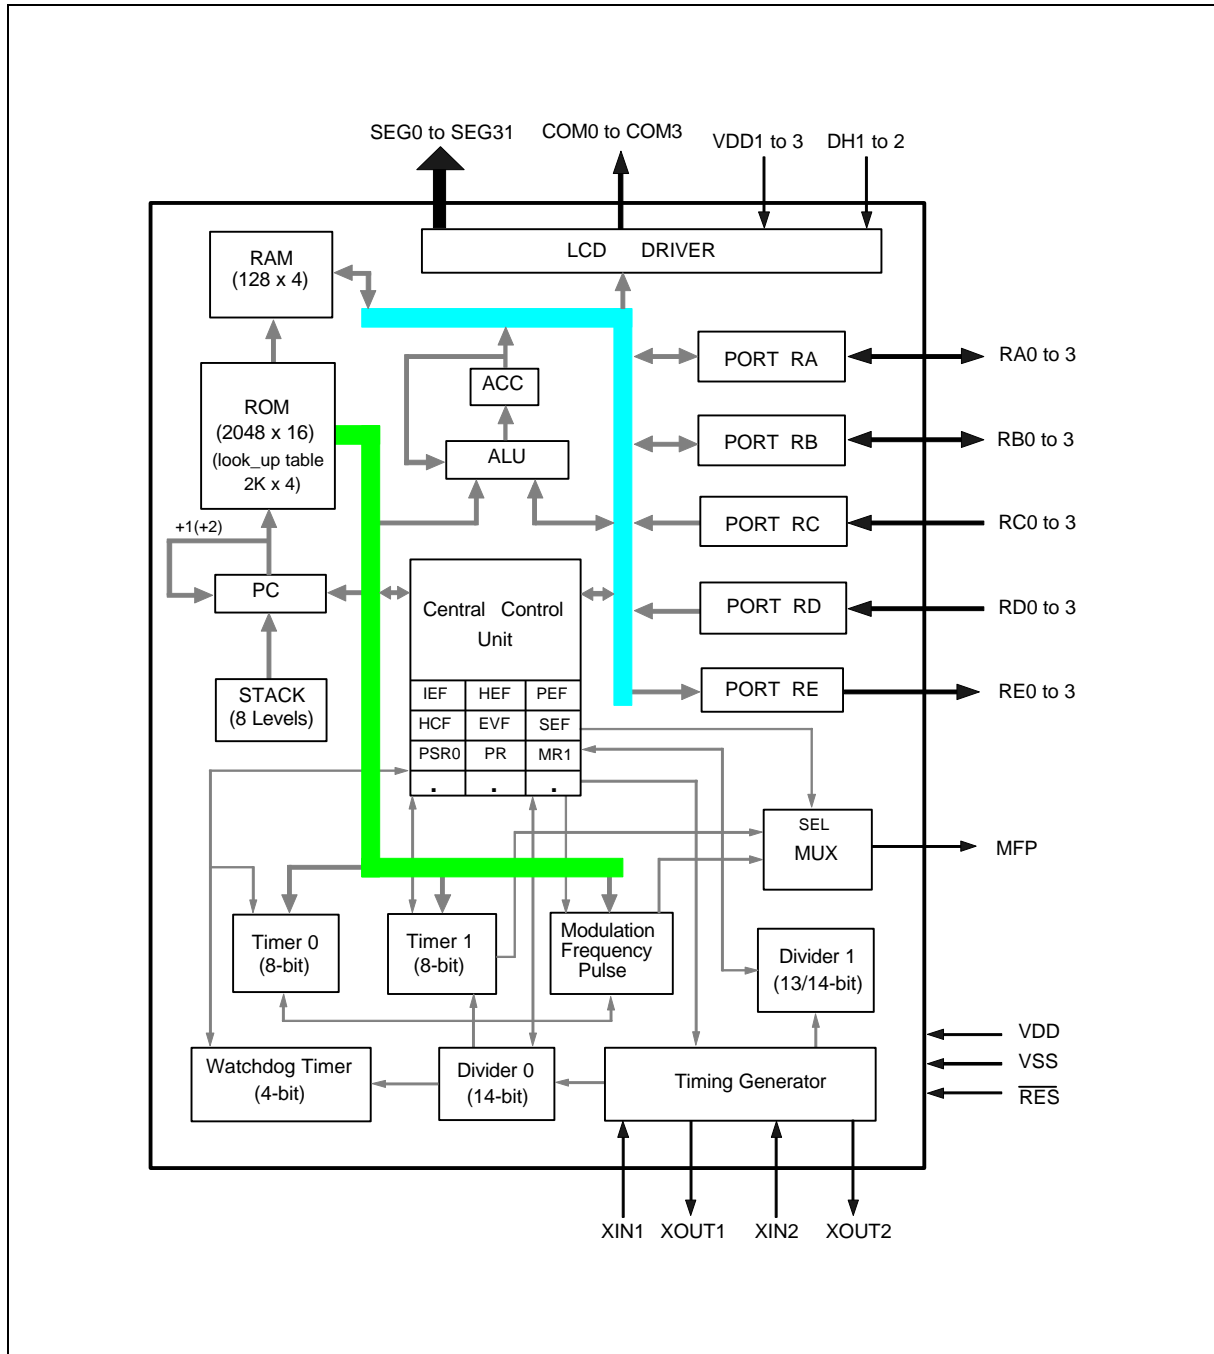 SEG0 to SEG31
COM0 to COM3
VDD1 to 3
DH1 to 2
LCD DRIVER
RAM
(128 x 4)
ROM
(2048 x 16)
(look_up table
2K x 4)
ACC
ALU
+1(+2)
PC
STACK
(8 Levels)
Central Control
Unit
IEF HEF PEF
HCF EVF SEF
PSR0 PR MR1
. . .
PORT RA
RA0 to 3
PORT RB
RB0 to 3
PORT RC
RC0 to 3
PORT RD
RD0 to 3
PORT RE
RE0 to 3
SEL
MUX
MFP
Timer 0
(8-bit)
Timer 1
(8-bit)
Modulation
Frequency
Pulse
Divider 1
(13/14-bit)
Watchdog Timer
(4-bit)
Divider 0
(14-bit)
Timing Generator
VDD
VSS
R̅E̅S̅
XIN1
XOUT1
XIN2
XOUT2